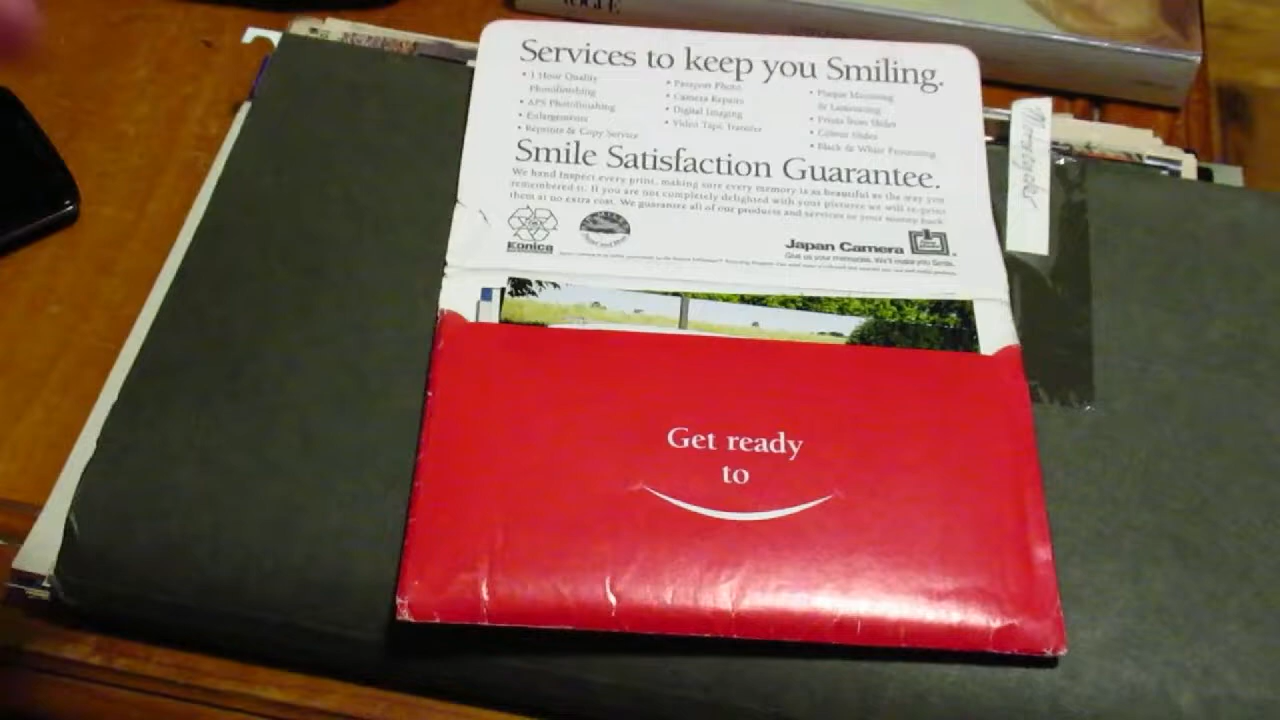 VOGUE
Services to keep you Smiling.
• 1 Hour Quality
Photofinishing
• APS Photofinishing
• Enlargements
• Reprints & Copy Service
• Passport Photo
• Camera Repairs
• Digital Imaging
• Video Tape Transfer
• Plaque Mounting
& Laminating
• Prints from Slides
• Colour Slides
• Black & White Processing
Smile Satisfaction Guarantee.
We hand inspect every print, making sure every memory is as beautiful as the way you
remembered it. If you are not completely delighted with your pictures we will re-print
them at no extra cost. We guarantee all of our products and services or your money back.
Konica
Japan Camera
Give us your memories. We'll make you Smile.
Get ready
to